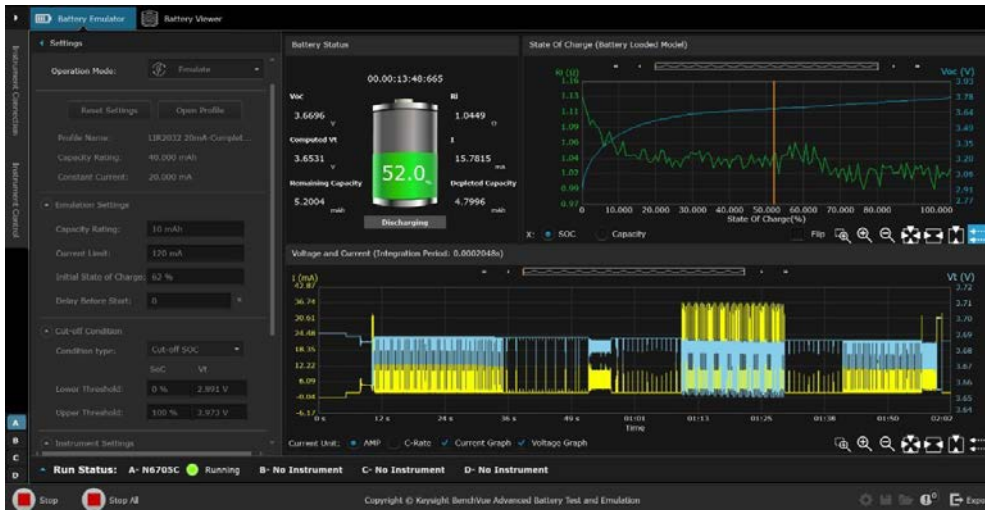 Battery Emulator
Battery Viewer
Instrument Connection
Instrument Control
Settings
Operation Mode:
Emulate
Reset Settings
Open Profile
Profile Name:
LIR2032 20mA-Complet...
Capacity Rating:
40.000 mAh
Constant Current:
20.000 mA
Emulation Settings
Capacity Rating:
10 mAh
Current Limit:
120 mA
Initial State of Charge:
62 %
Delay Before Start:
0
s
Cut-off Condition
Condition type:
Cut-off SOC
SoC
Vt
Lower Threshold:
0 %
2.891 V
Upper Threshold:
100 %
3.973 V
Instrument Settings
A
B
C
D
Battery Status
00.00:13:48:665
Voc
3.6696 V
Ri
1.0449 Ω
Computed Vt
3.6531 V
I
15.7815 mA
Remaining Capacity
5.2004 mAh
Depleted Capacity
4.7996 mAh
52.0 %
Discharging
State Of Charge (Battery Loaded Model)
Ri (Ω)
1.16
1.13
1.11
1.09
1.06
1.04
1.02
0.99
0.97
Voc (V)
3.93
3.78
3.64
3.49
3.35
3.20
3.06
2.91
2.77
0
10.000
20.000
30.000
40.000
50.000
60.000
70.000
80.000
100.000
State Of Charge(%)
X:
SOC
Capacity
Flip
Voltage and Current (Integration Period: 0.0002048s)
I (mA)
42.87
36.74
30.61
24.48
18.35
12.22
6.09
-0.04
-6.17
Vt (V)
3.72
3.71
3.70
3.69
3.68
3.67
3.66
3.65
3.64
0 s
12 s
24 s
36 s
49 s
01:01
01:13
01:25
01:38
01:50
02:02
Time
Current Unit:
AMP
C-Rate
Current Graph
Voltage Graph
Run Status:
A- N6705C
Running
B- No Instrument
C- No Instrument
D- No Instrument
Stop
Stop All
Copyright © Keysight BenchVue Advanced Battery Test and Emulation
0
Expo